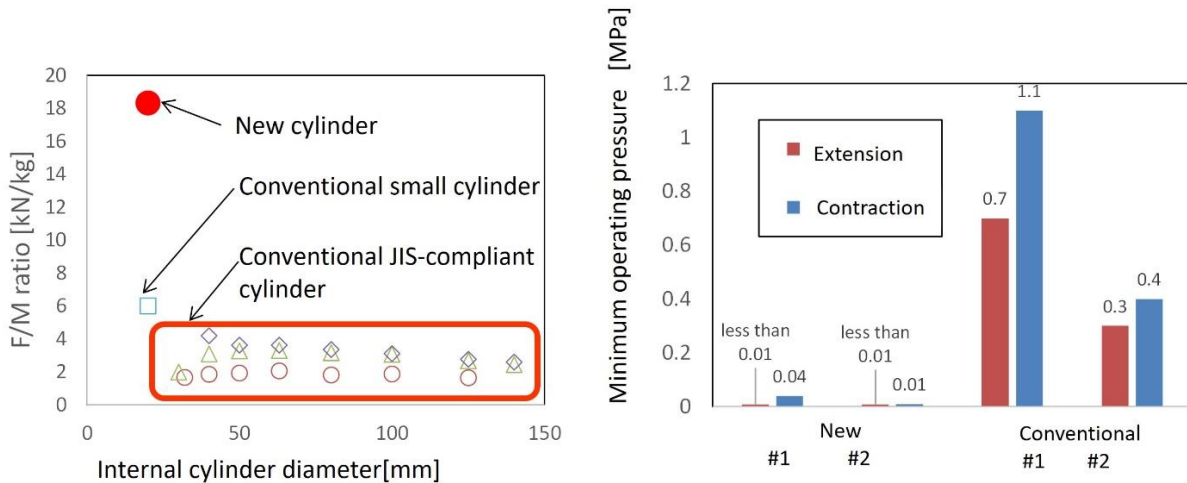 F/M ratio [kN/kg]
20
18
16
14
12
10
8
6
4
2
0
New cylinder
Conventional small cylinder
Conventional JIS-compliant
cylinder
0 50 100 150
Internal cylinder diameter[mm]
Minimum operating pressure [MPa]
1.2
1
0.8
0.6
0.4
0.2
0
Extension
Contraction
less than
0.01
0.04
less than
0.01
0.01
0.7
1.1
0.3
0.4
New
#1 #2
Conventional
#1 #2